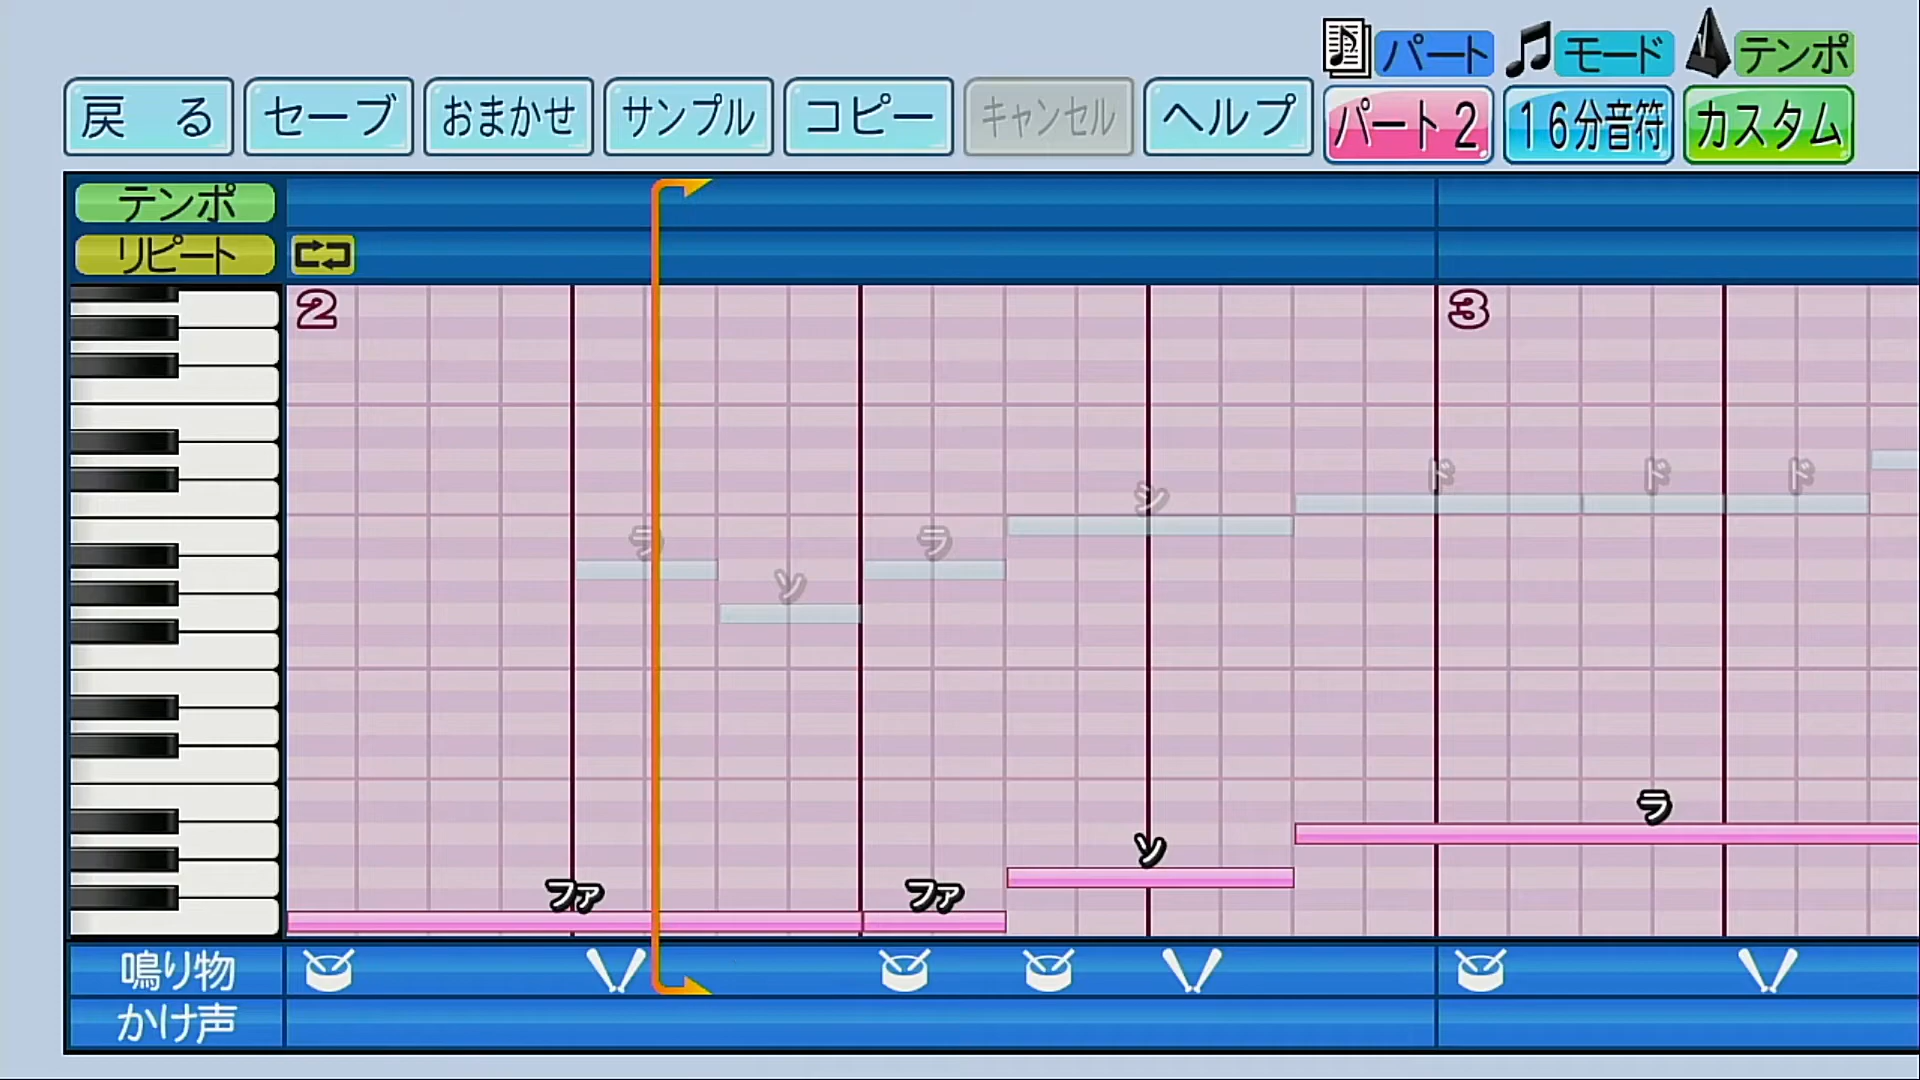 パート モード テンポ
戻る セーブ おまかせ サンプル コピー キャンセル ヘルプ パート2 16分音符 カスタム
テンポ
リピート
2 3
ド ド ド
シ
ラ ラ
ソ
ラ
ソ
ファ ファ
鳴り物
かけ声